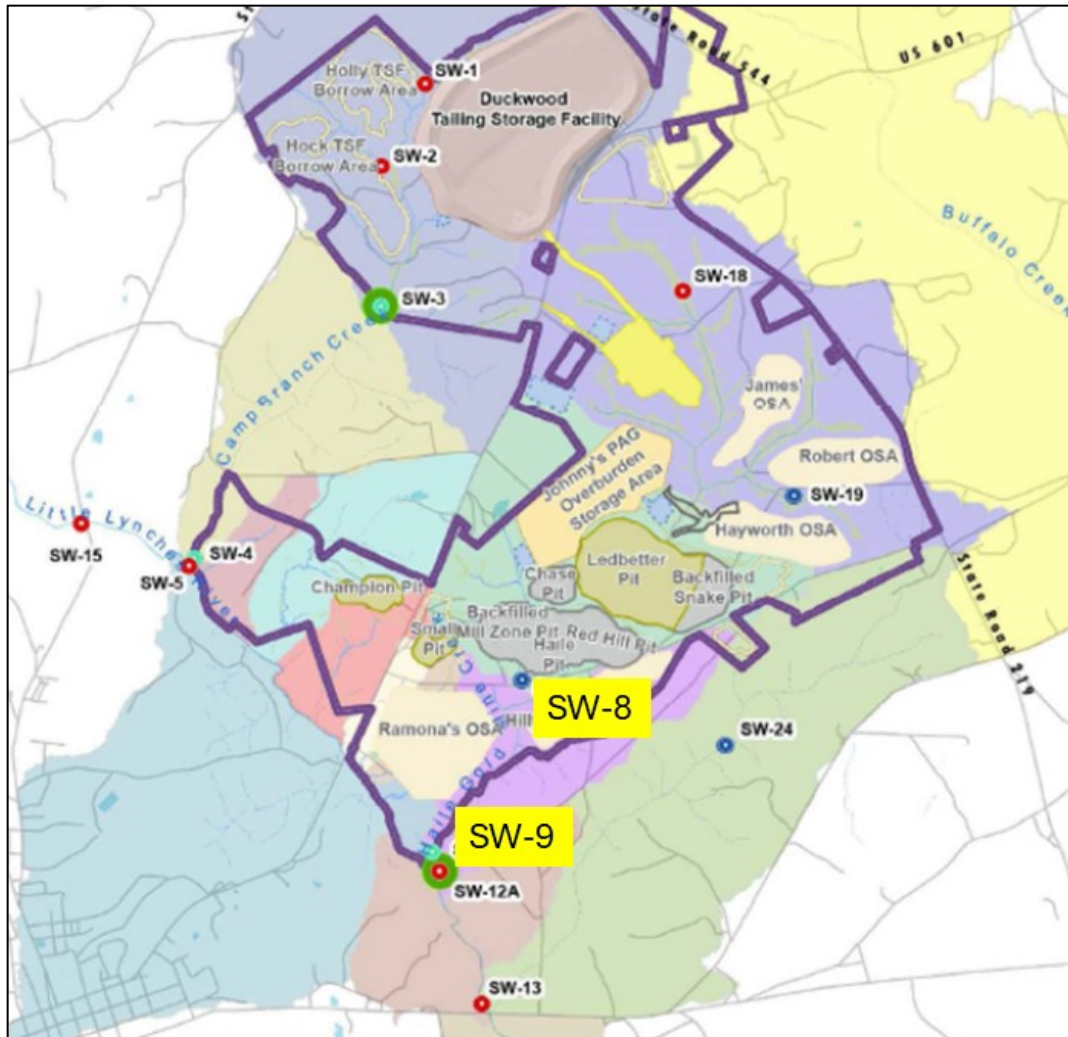 State Road 544
US 601
Holly TSF
Borrow Area
SW-1
Duckwood
Tailing Storage Facility
Hock TSF
Borrow Area
SW-2
Buffalo Creek
SW-18
SW-3
Camp Branch Creek
James'
OSA
Johnny's PAG
Overburden
Storage Area
Robert OSA
SW-19
Hayworth OSA
Little Lynches River
SW-15
SW-4
SW-5
Champion Pit
Chase
Pit
Ledbetter
Pit
Backfilled
Snake Pit
State Road 219
Small
Pit
Backfilled
Mill Zone Pit
Red Hill Pit
Haile
Pit
SW-8
Ramona's OSA
Hill
SW-24
Haile Gold
Mine Creek
SW-9
SW-12A
SW-13